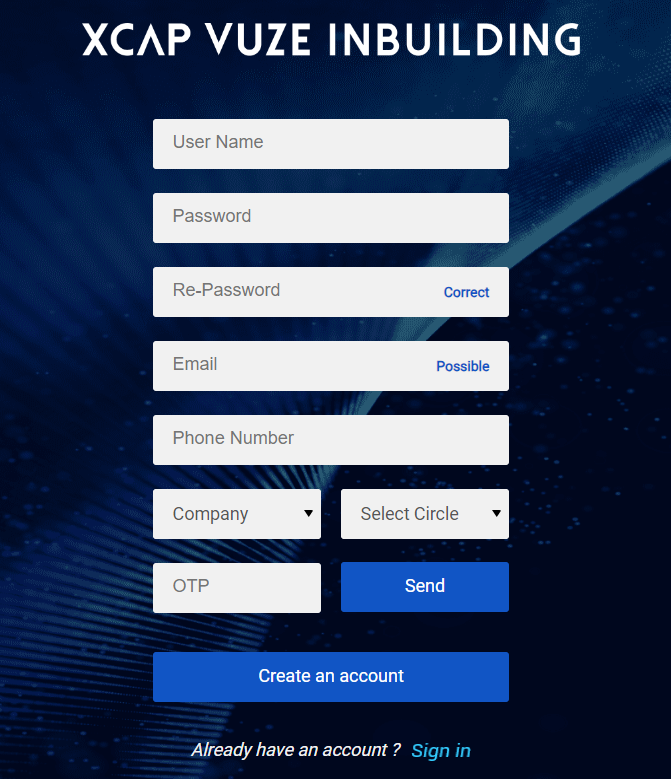 XCAP VUZE INBUILDING
User Name
Password
Re-Password Correct
Email Possible
Phone Number
Company Select Circle
OTP Send
Create an account
Already have an account ? Sign in